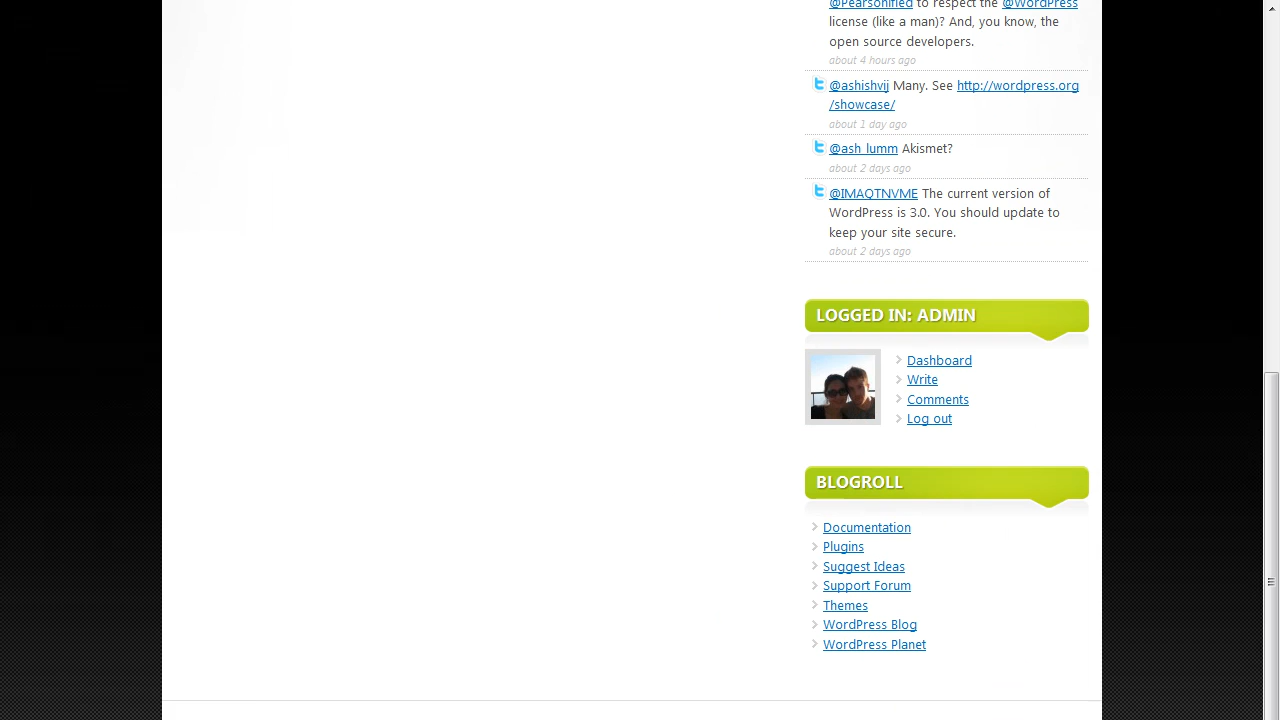 @Pearsonified to respect the @WordPress
license (like a man)? And, you know, the
open source developers.
about 4 hours ago
@ashishvij Many. See http://wordpress.org
/showcase/
about 1 day ago
@ash_lumm Akismet?
about 2 days ago
@IMAQTNVME The current version of
WordPress is 3.0. You should update to
keep your site secure.
about 2 days ago
LOGGED IN: ADMIN
Dashboard
Write
Comments
Log out
BLOGROLL
Documentation
Plugins
Suggest Ideas
Support Forum
Themes
WordPress Blog
WordPress Planet